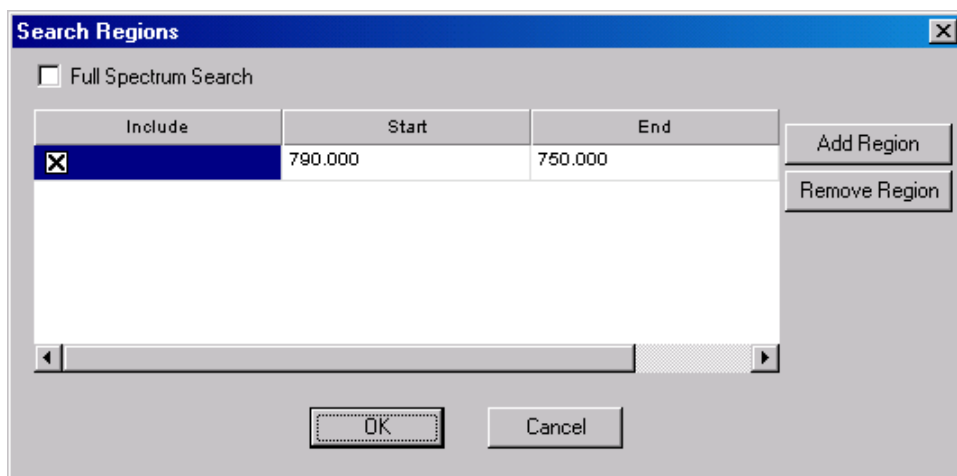 Search Regions
Full Spectrum Search
Include Start End
790.000 750.000
Add Region
Remove Region
OK Cancel